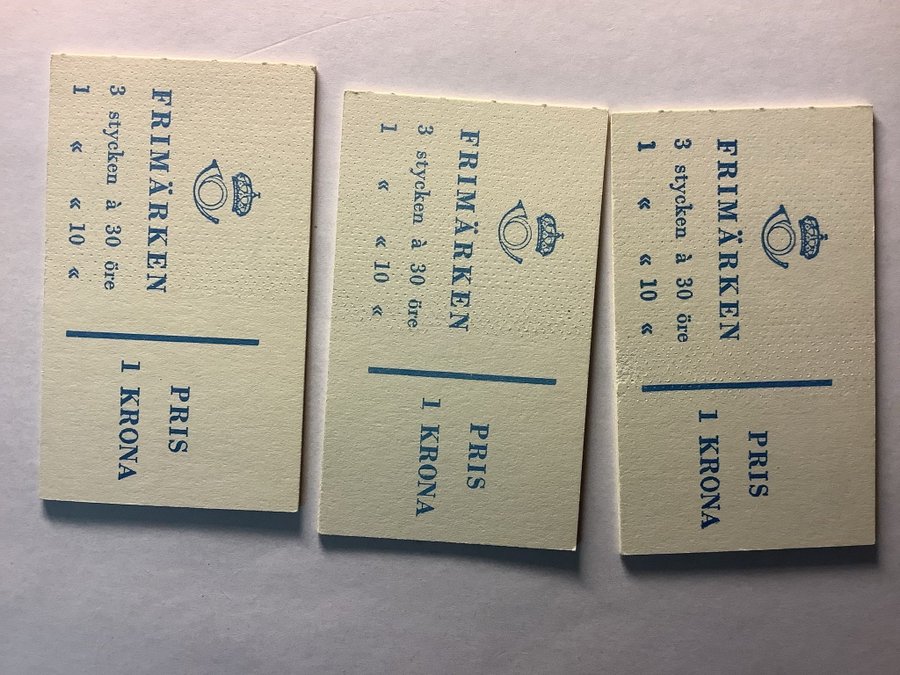 FRIMÄRKEN
3 stycken à 30 öre
1 « « 10 «
PRIS
1 KRONA
FRIMÄRKEN
3 stycken à 30 öre
1 « « 10 «
PRIS
1 KRONA
FRIMÄRKEN
3 stycken à 30 öre
1 « « 10 «
PRIS
1 KRONA